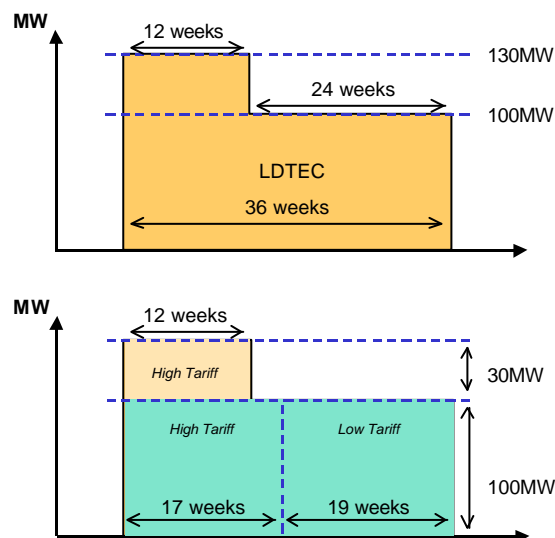 MW
12 weeks
130MW
24 weeks
100MW
LDTEC
36 weeks
MW
12 weeks
High Tariff
30MW
High Tariff
Low Tariff
100MW
17 weeks
19 weeks